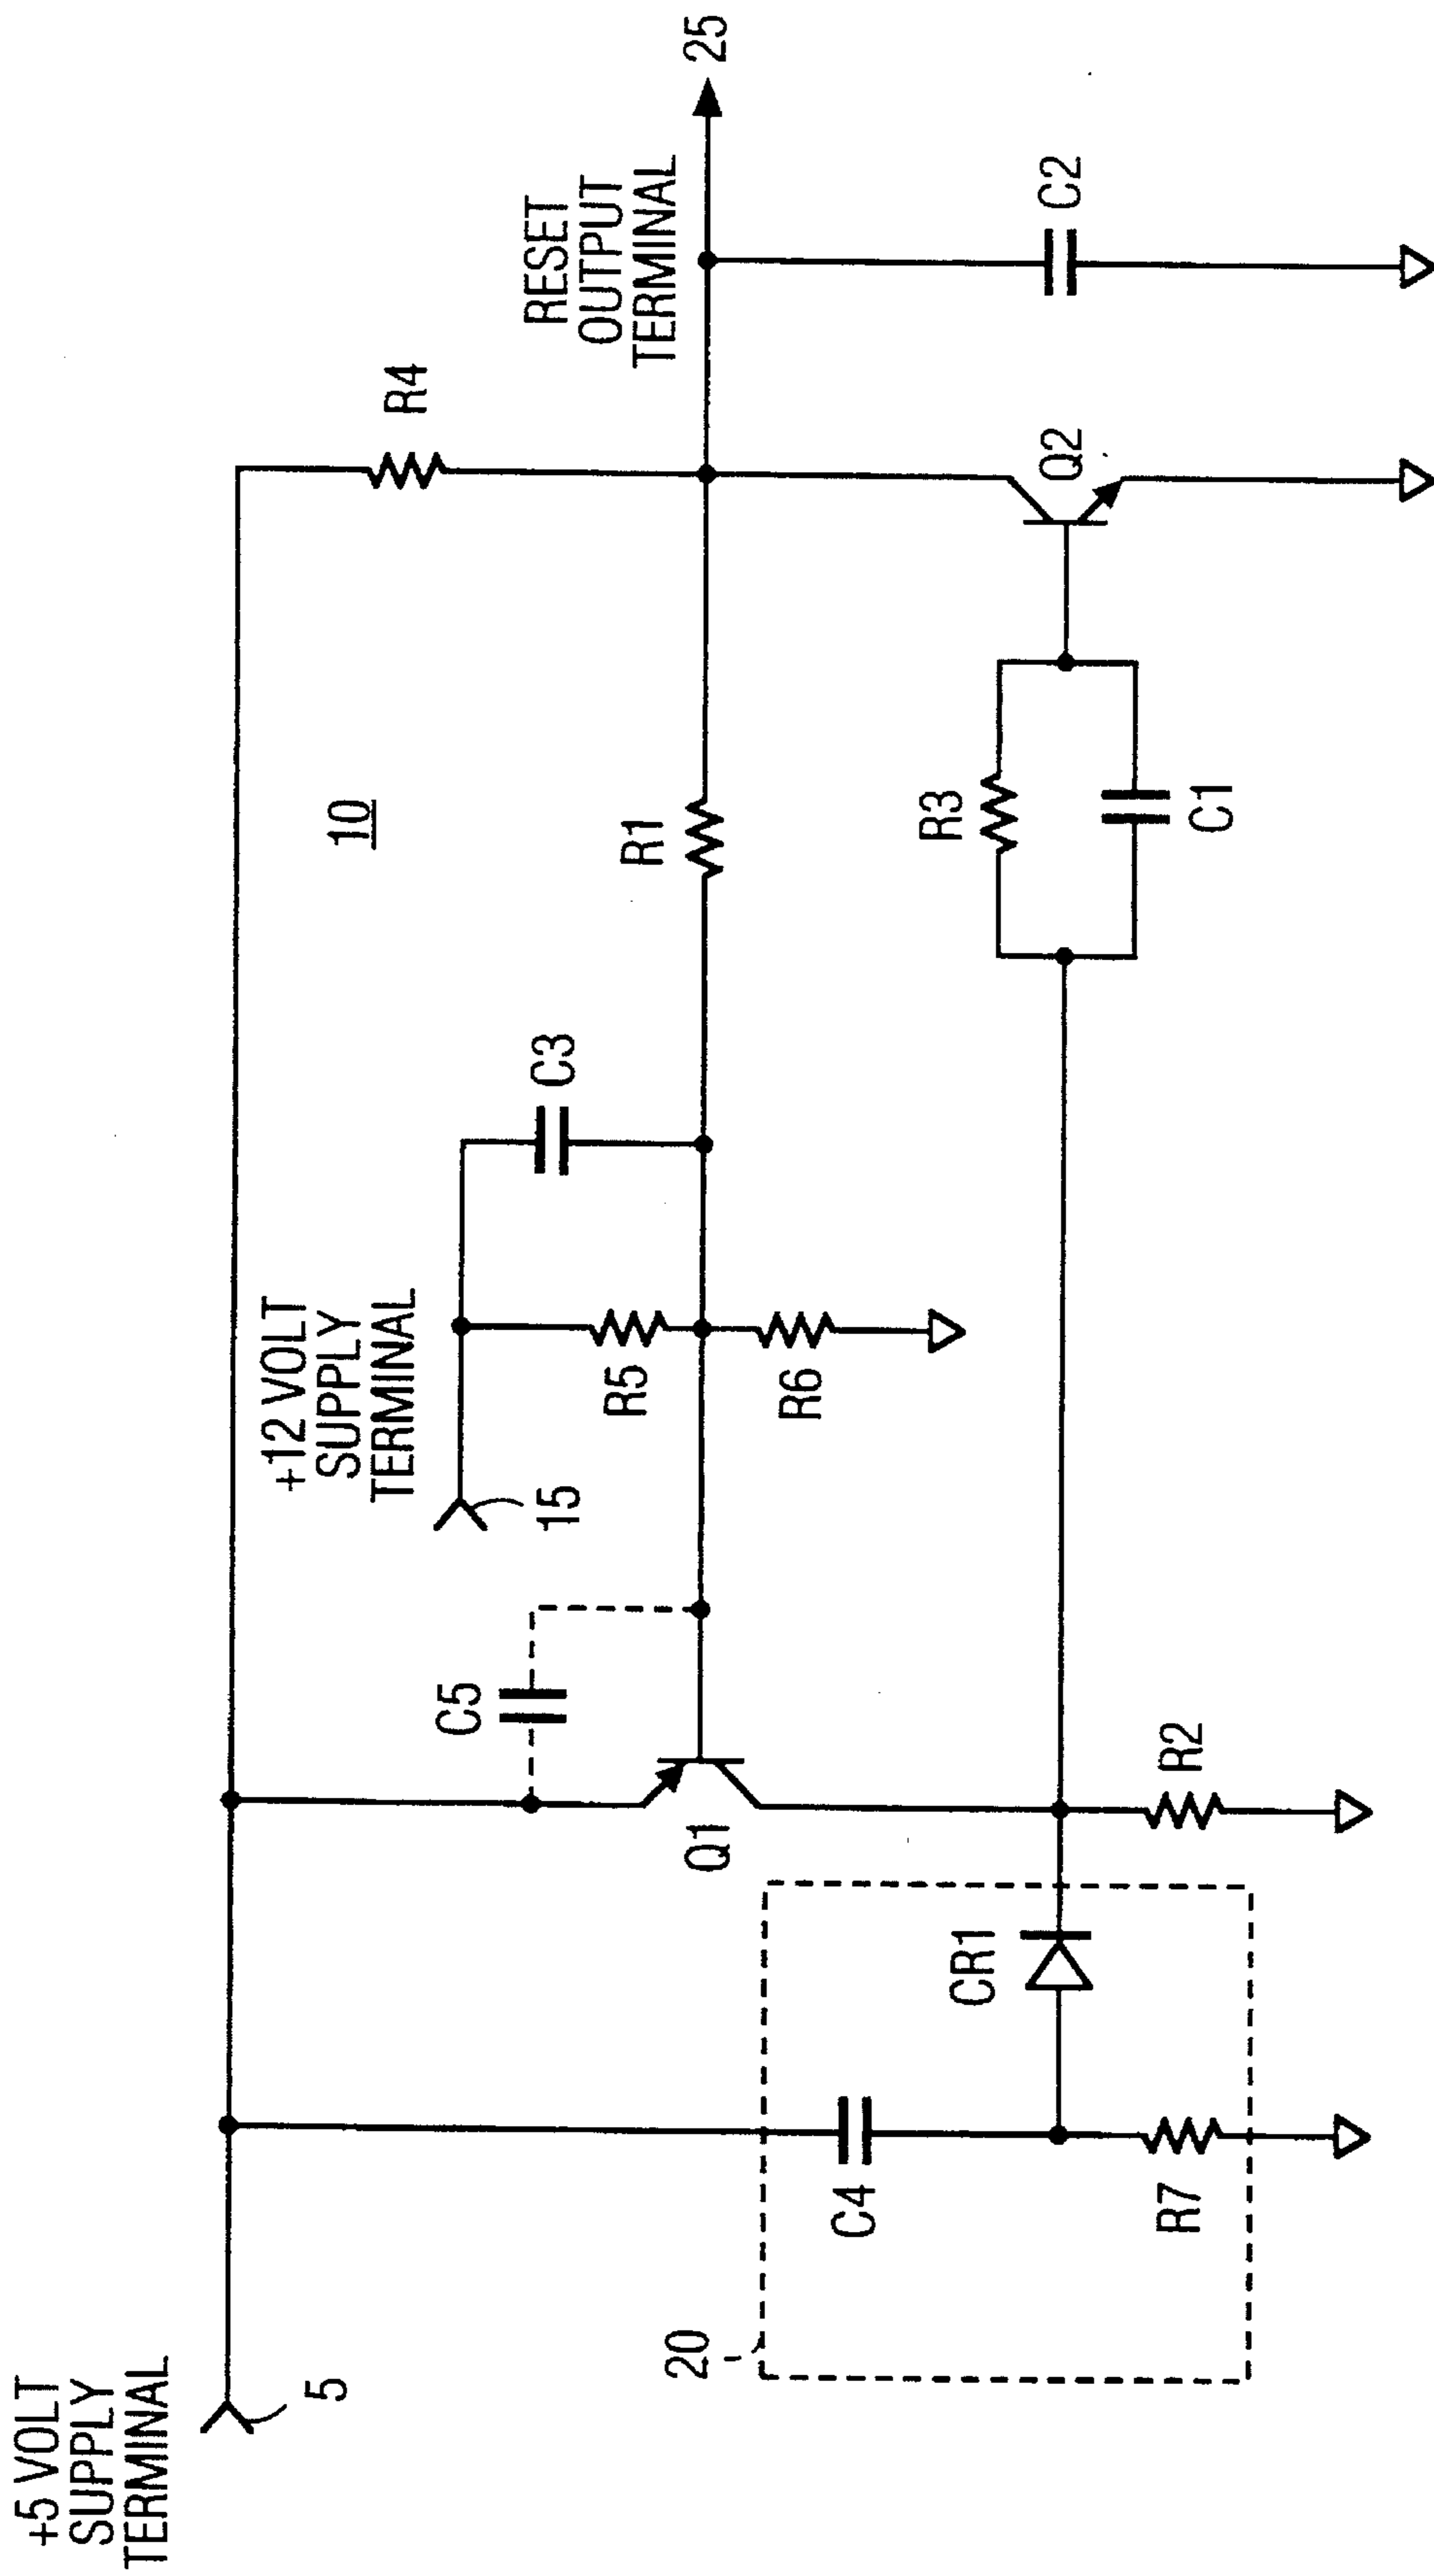 +5 VOLT
SUPPLY
TERMINAL
5
+12 VOLT
SUPPLY
TERMINAL
15
10
R4
RESET
OUTPUT
TERMINAL
25
C5
C3
R5
R6
R1
Q1
20
C4
CR1
R7
R2
R3
C1
Q2
C2